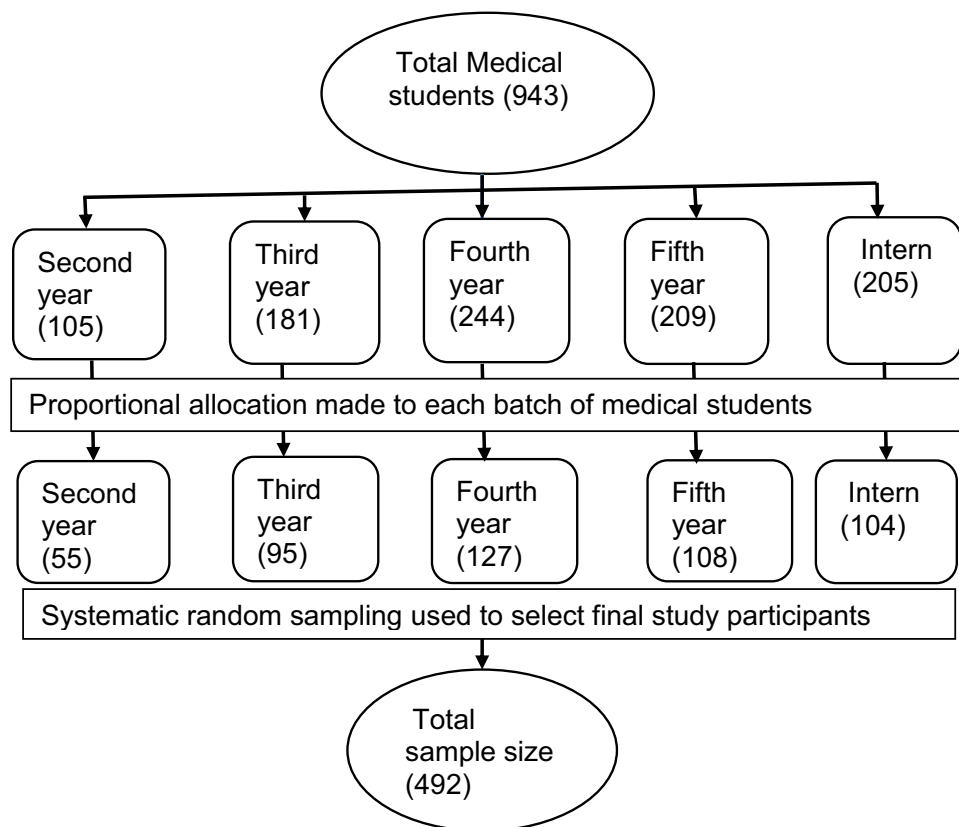 Total Medical
students (943)
Second
year
(105)
Third
year
(181)
Fourth
year
(244)
Fifth
year
(209)
Intern
(205)
Proportional allocation made to each batch of medical students
Second
year
(55)
Third
year
(95)
Fourth
year
(127)
Fifth
year
(108)
Intern
(104)
Systematic random sampling used to select final study participants
Total
sample size
(492)